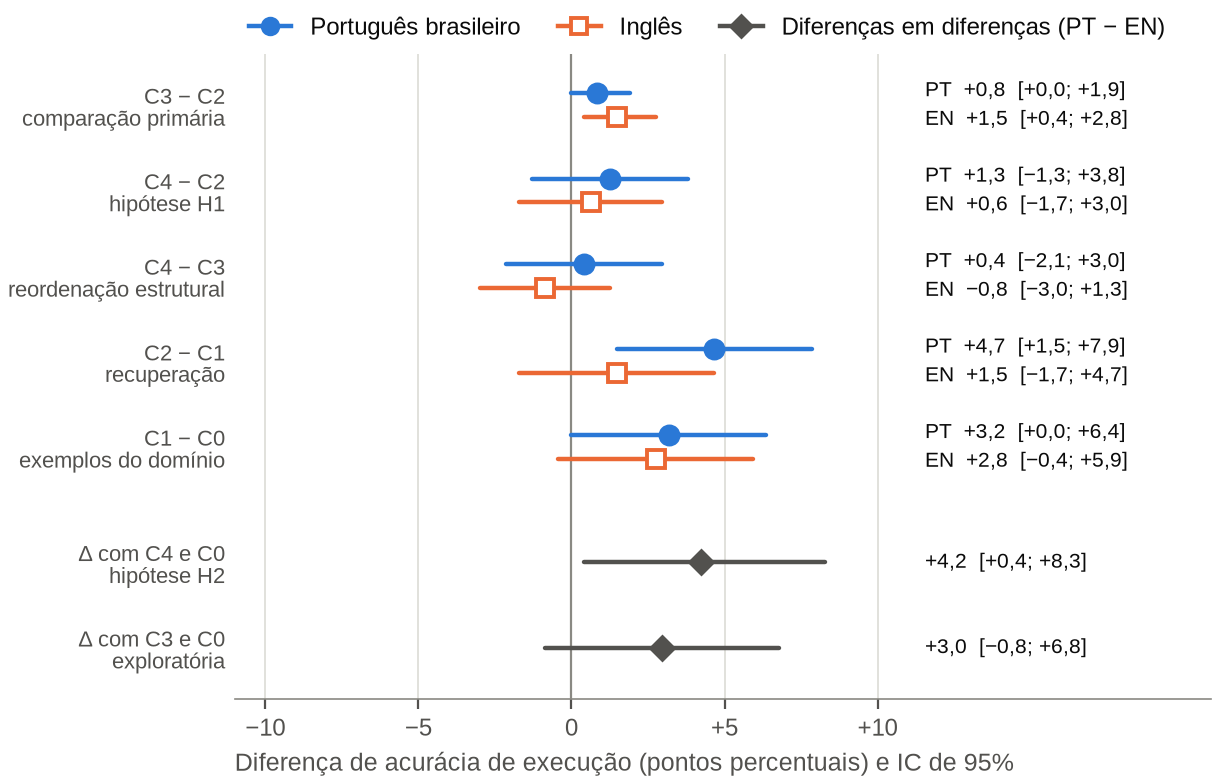 Português brasileiro Inglês Diferenças em diferenças (PT − EN)
C3 − C2
comparação primária
PT +0,8 [+0,0; +1,9]
EN +1,5 [+0,4; +2,8]
C4 − C2
hipótese H1
PT +1,3 [−1,3; +3,8]
EN +0,6 [−1,7; +3,0]
C4 − C3
reordenação estrutural
PT +0,4 [−2,1; +3,0]
EN −0,8 [−3,0; +1,3]
C2 − C1
recuperação
PT +4,7 [+1,5; +7,9]
EN +1,5 [−1,7; +4,7]
C1 − C0
exemplos do domínio
PT +3,2 [+0,0; +6,4]
EN +2,8 [−0,4; +5,9]
Δ com C4 e C0
hipótese H2
+4,2 [+0,4; +8,3]
Δ com C3 e C0
exploratória
+3,0 [−0,8; +6,8]
−10 −5 0 +5 +10
Diferença de acurácia de execução (pontos percentuais) e IC de 95%